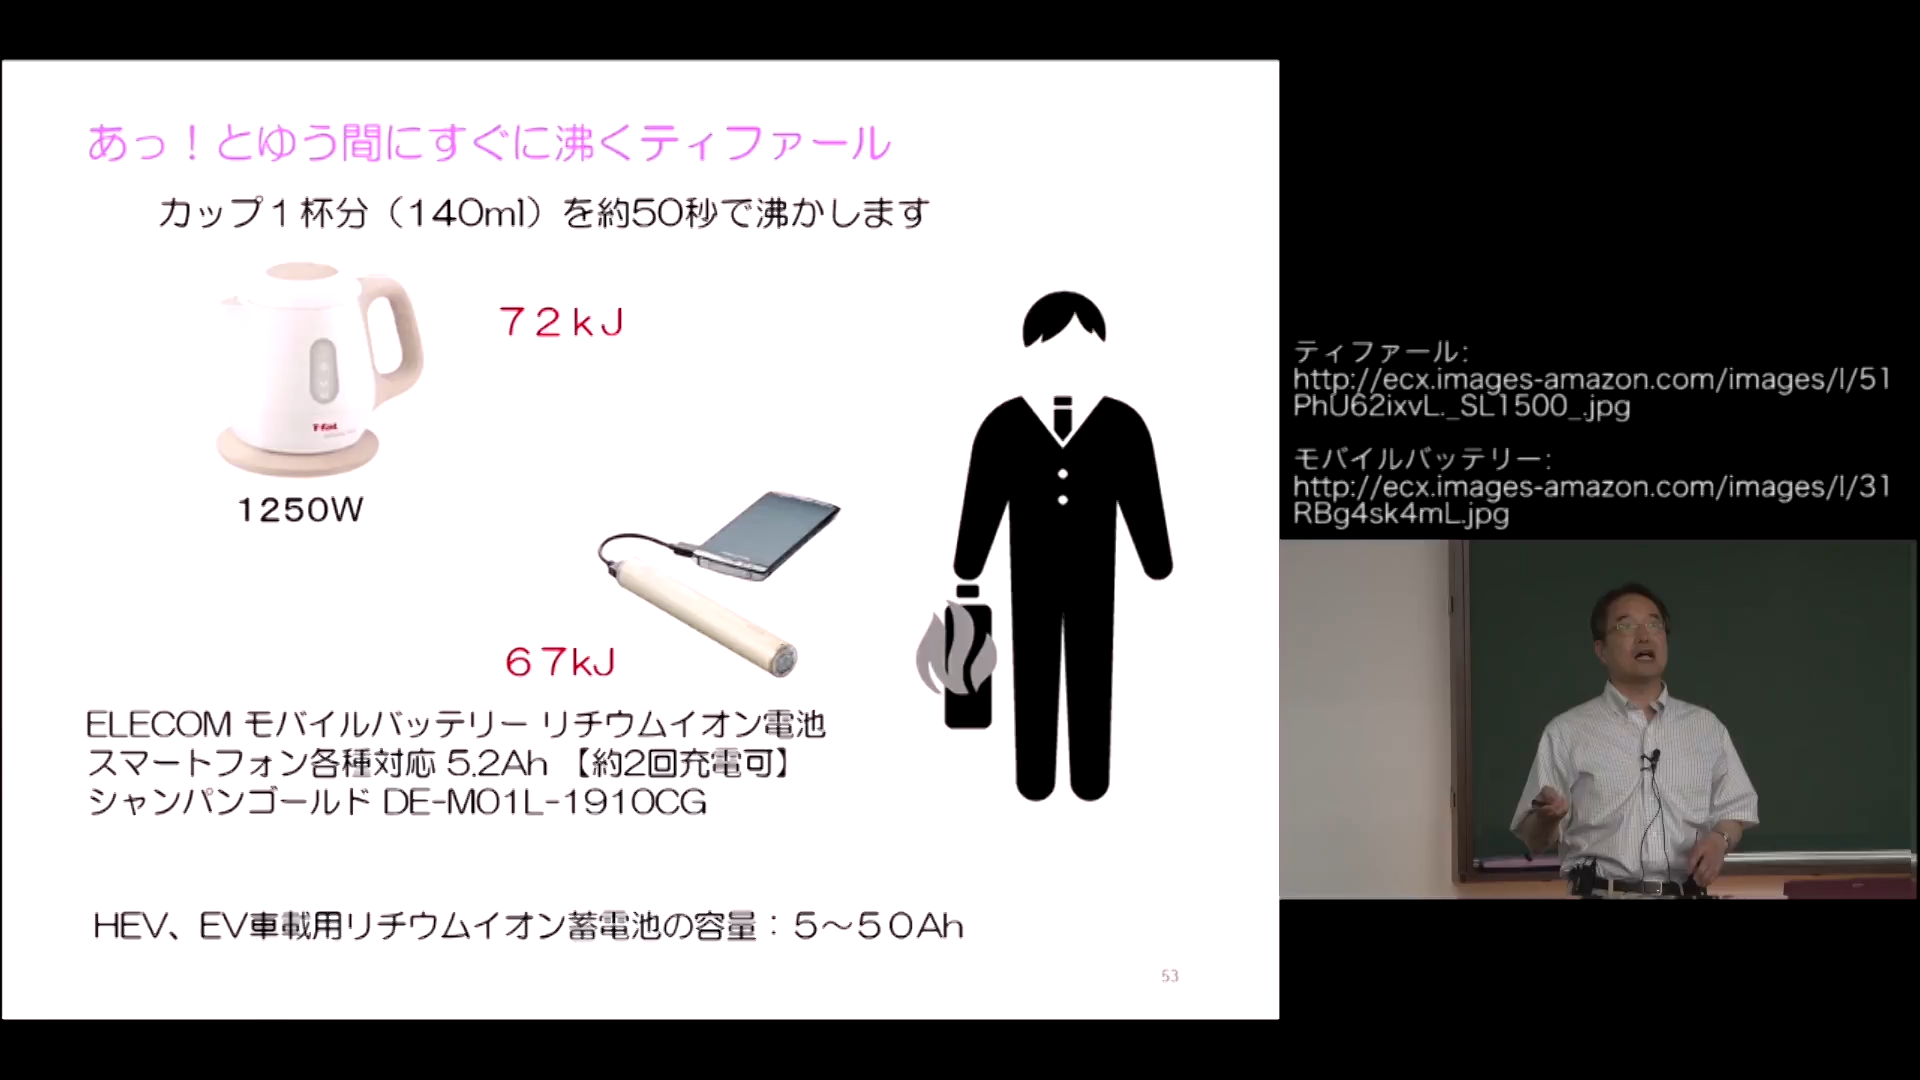 あっ！とゆう間にすぐに沸くティファール
カップ１杯分（140ml）を約50秒で沸かします
７２ｋＪ
T-fal
1250W
６７kJ
ELECOM モバイルバッテリー リチウムイオン電池
スマートフォン各種対応 5.2Ah 【約2回充電可】
シャンパンゴールド DE-M01L-1910CG
HEV、EV車載用リチウムイオン蓄電池の容量：５～５０Ah
53
ティファール:
http://ecx.images-amazon.com/images/I/51
PhU62ixvL._SL1500_.jpg
モバイルバッテリー:
http://ecx.images-amazon.com/images/I/31
RBg4sk4mL.jpg